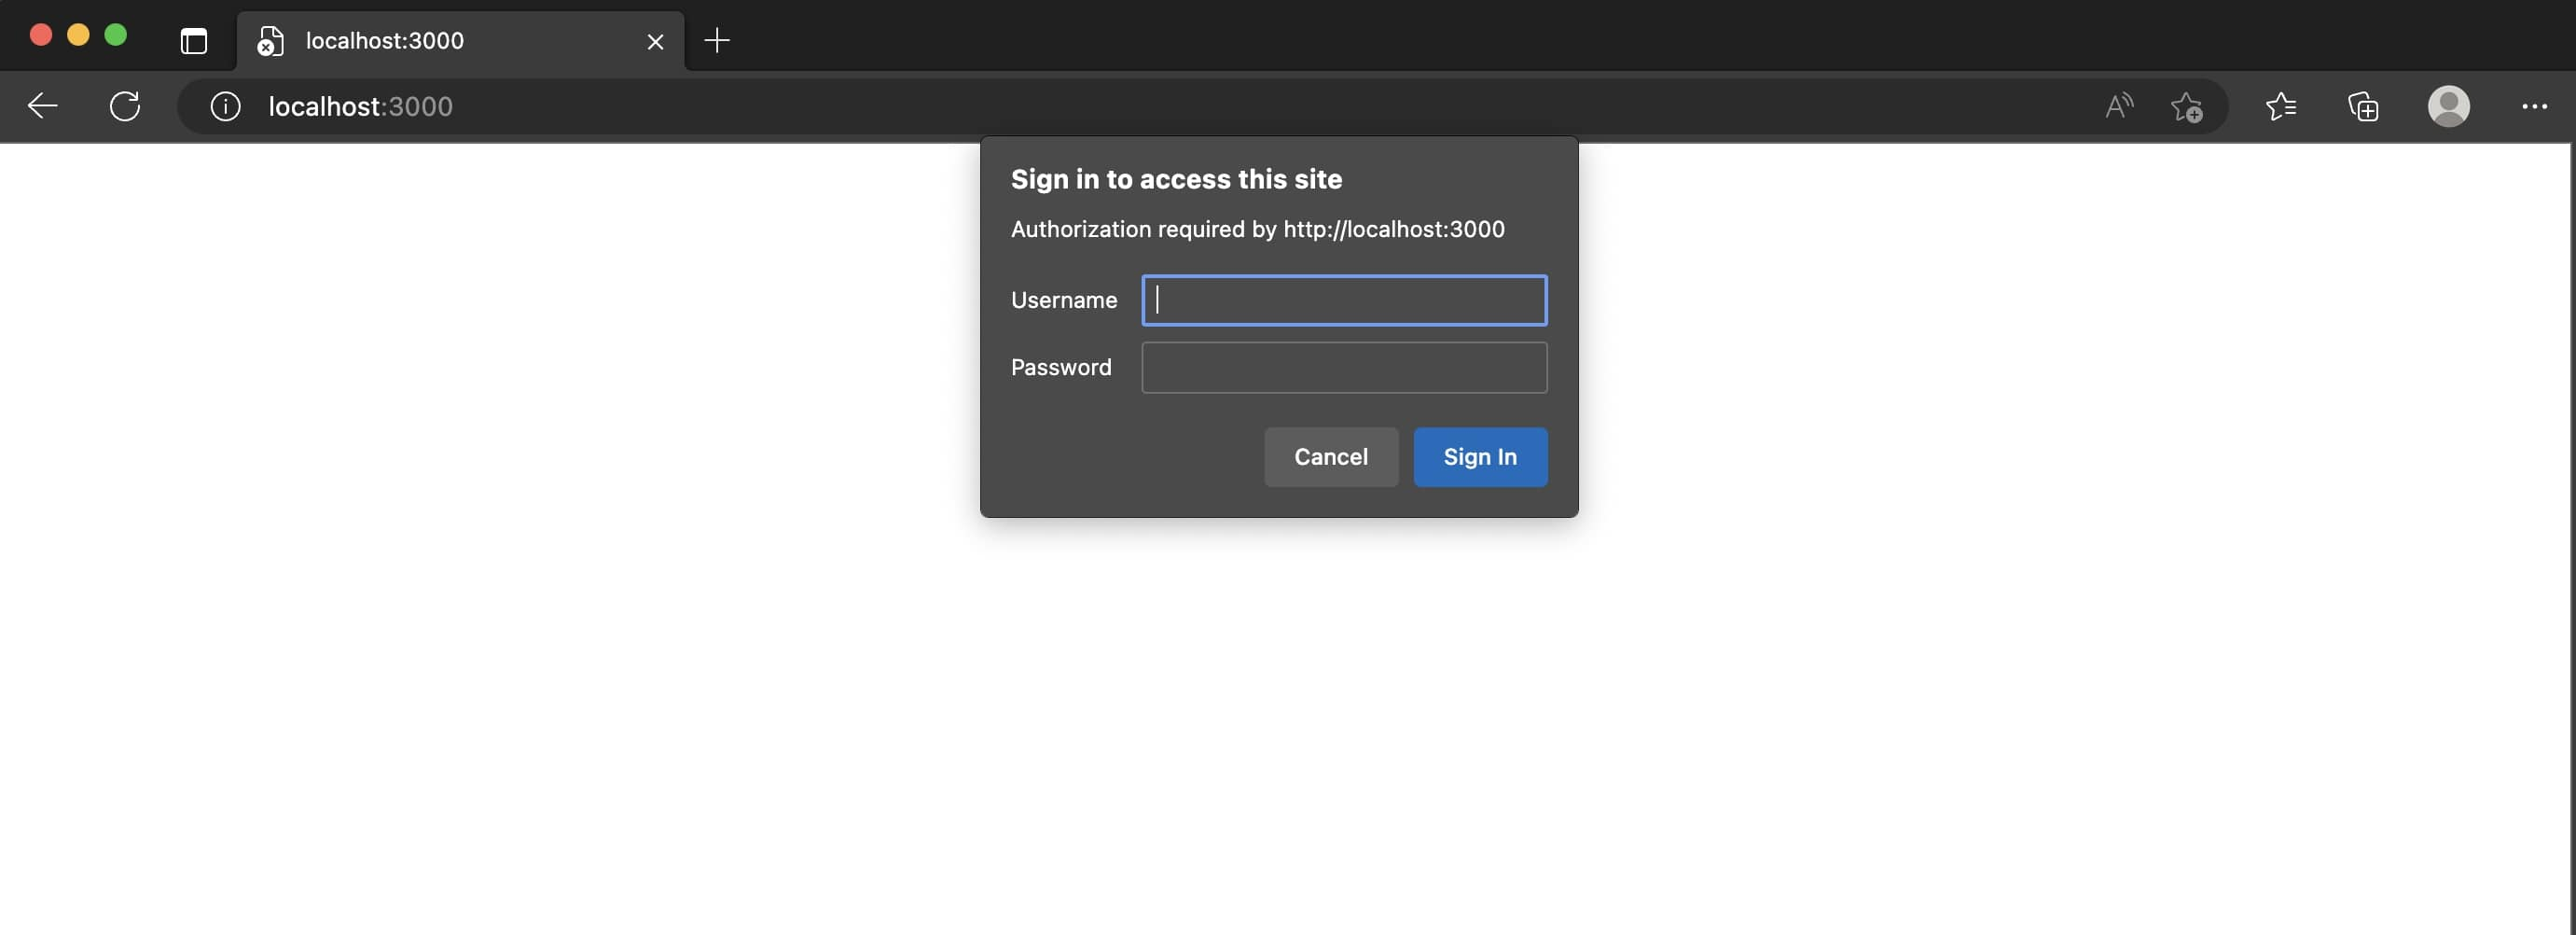 localhost:3000
localhost:3000
Sign in to access this site
Authorization required by http://localhost:3000
Username
Password
Cancel Sign In